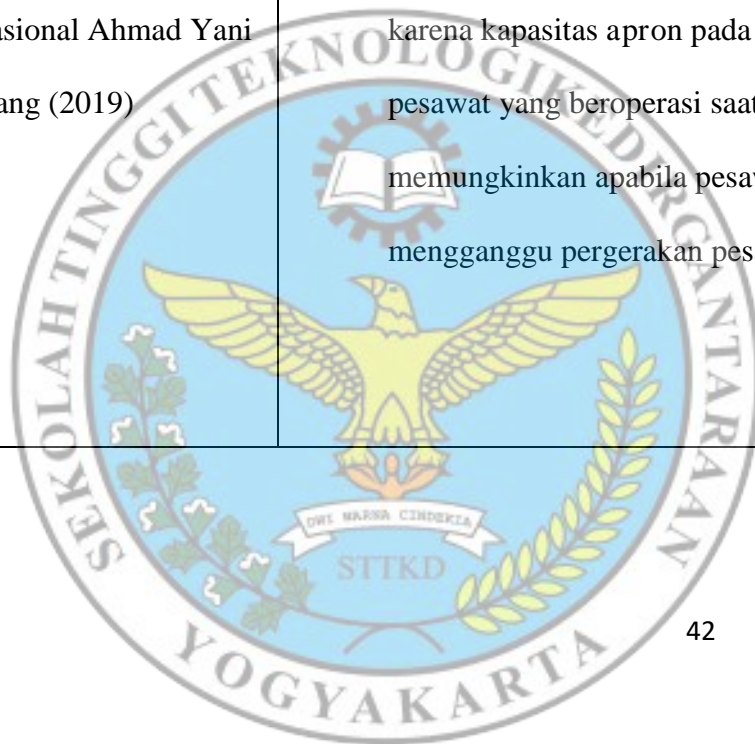 asional Ahmad Yani
ang (2019)
karena kapasitas apron pada
pesawat yang beroperasi saat
memungkinkan apabila pesaw
mengganggu pergerakan pes
SEKOLAH TINGGI TEKNOLOGI KEDIRGANTARAAN
DWI WARNA CENDEKIA
STTKD
YOGYAKARTA
42